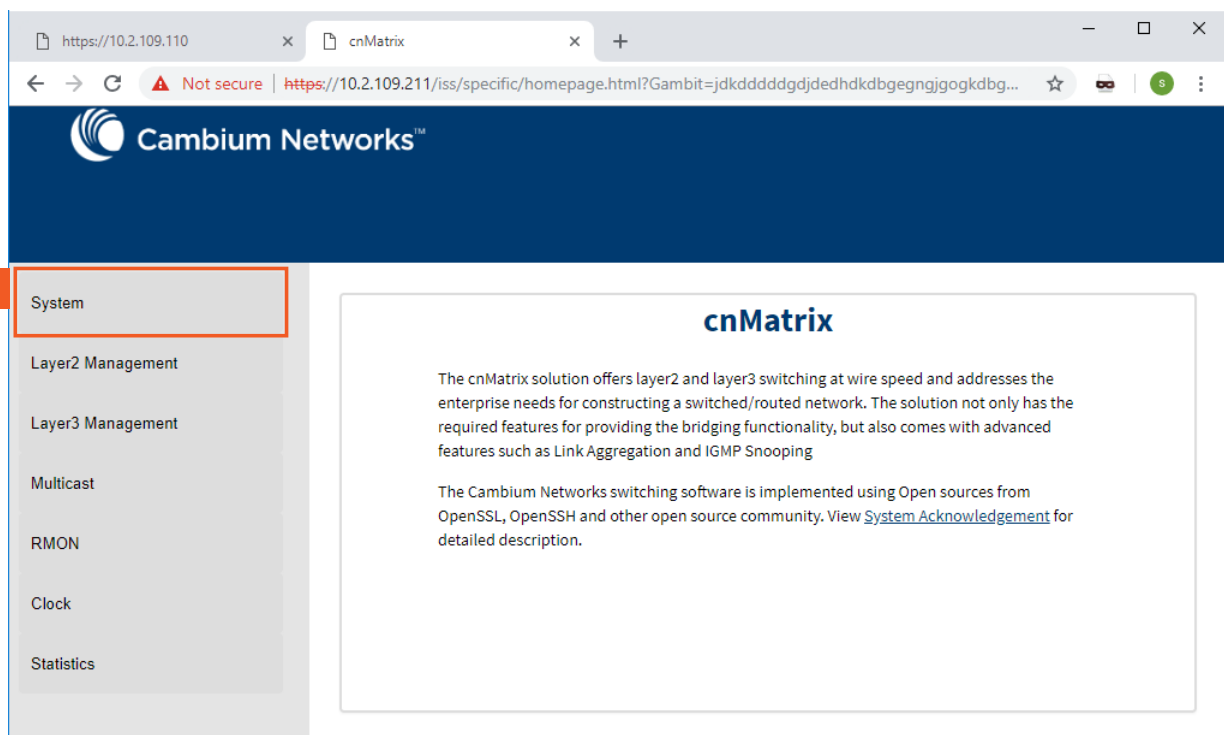 https://10.2.109.110
cnMatrix
Not secure | https://10.2.109.211/iss/specific/homepage.html?Gambit=jdkdddddgdjdedhdkdbgegngjgogkdbg...
S
Cambium Networks™
System
Layer2 Management
Layer3 Management
Multicast
RMON
Clock
Statistics
cnMatrix
The cnMatrix solution offers layer2 and layer3 switching at wire speed and addresses the
enterprise needs for constructing a switched/routed network. The solution not only has the
required features for providing the bridging functionality, but also comes with advanced
features such as Link Aggregation and IGMP Snooping
The Cambium Networks switching software is implemented using Open sources from
OpenSSL, OpenSSH and other open source community. View System Acknowledgement for
detailed description.